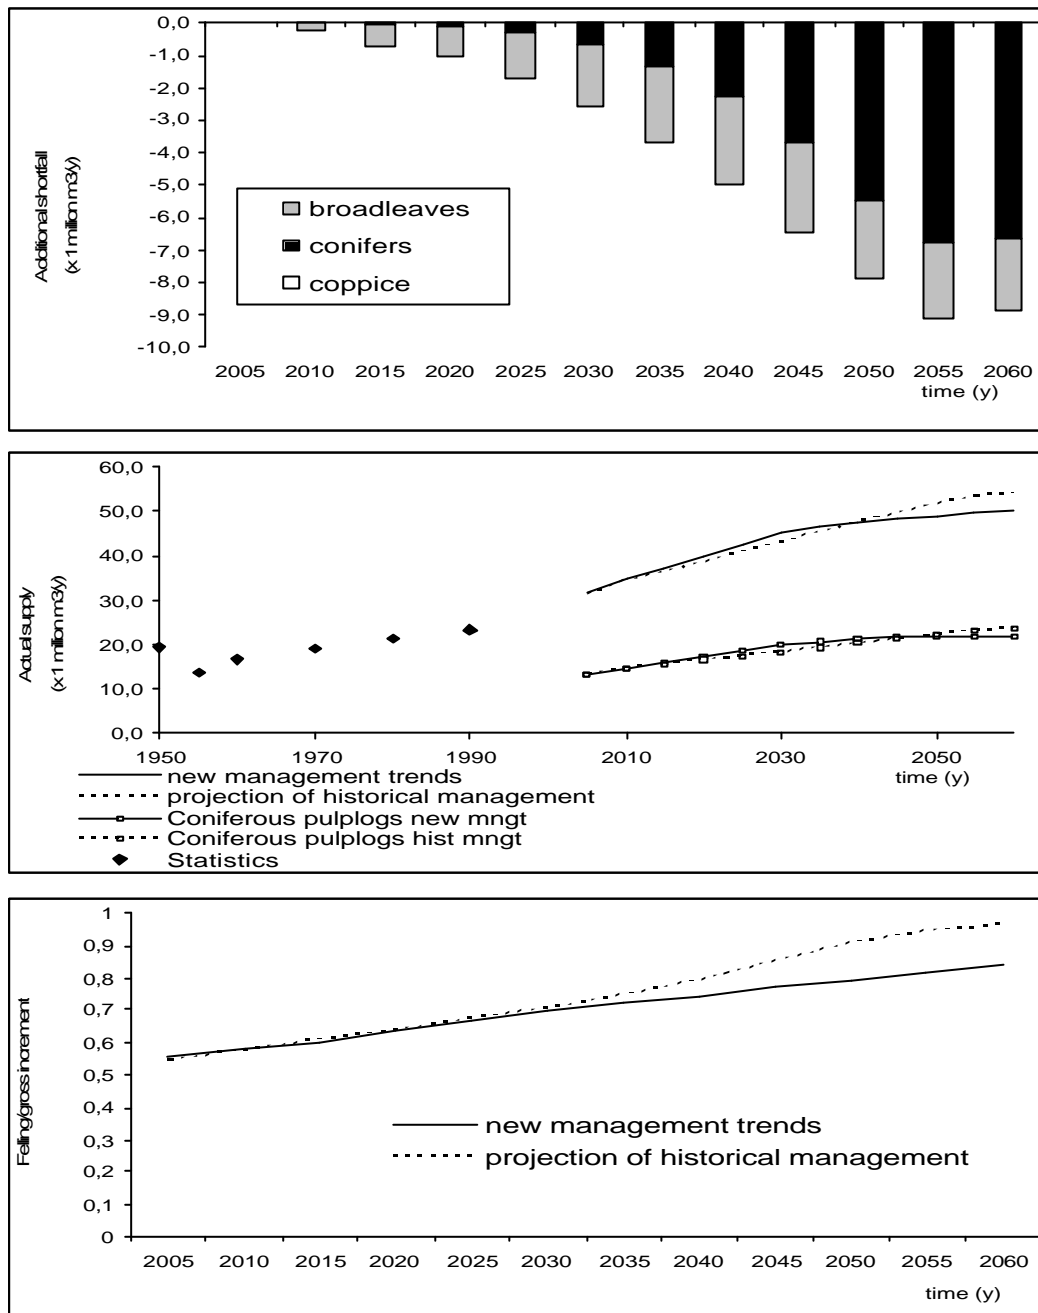 0,0
-1,0
-2,0
-3,0
-4,0
-5,0
-6,0
-7,0
-8,0
-9,0
-10,0
Additional shortfall
(x 1 million m3/y)
broadleaves
conifers
coppice
2005 2010 2015 2020 2025 2030 2035 2040 2045 2050 2055 2060
time (y)
60,0
50,0
40,0
30,0
20,0
10,0
0,0
Actual supply
(x 1 million m3/y)
1950 1970 1990 2010 2030 2050
time (y)
new management trends
projection of historical management
Coniferous pulplogs new mngt
Coniferous pulplogs hist mngt
Statistics
1
0,9
0,8
0,7
0,6
0,5
0,4
0,3
0,2
0,1
0
Felling/gross increment
new management trends
projection of historical management
2005 2010 2015 2020 2025 2030 2035 2040 2045 2050 2055 2060
time (y)